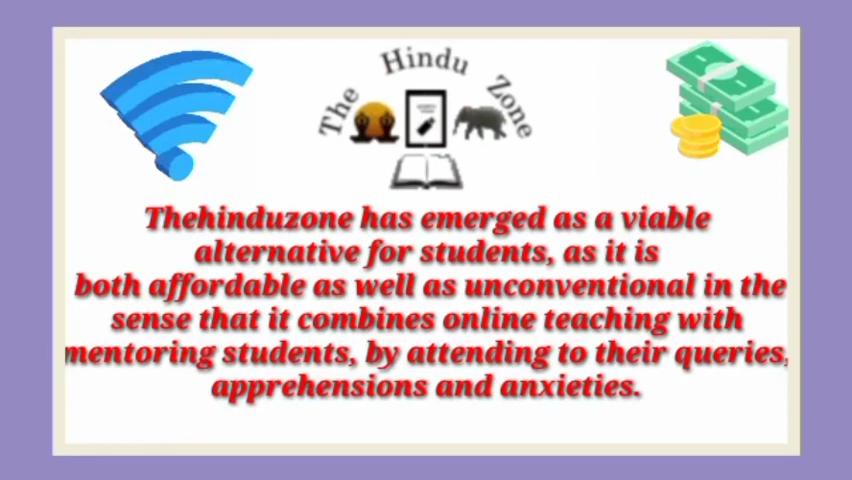 The Hindu Zone
Thehinduzone has emerged as a viable
alternative for students, as it is
both affordable as well as unconventional in the
sense that it combines online teaching with
mentoring students, by attending to their queries,
apprehensions and anxieties.